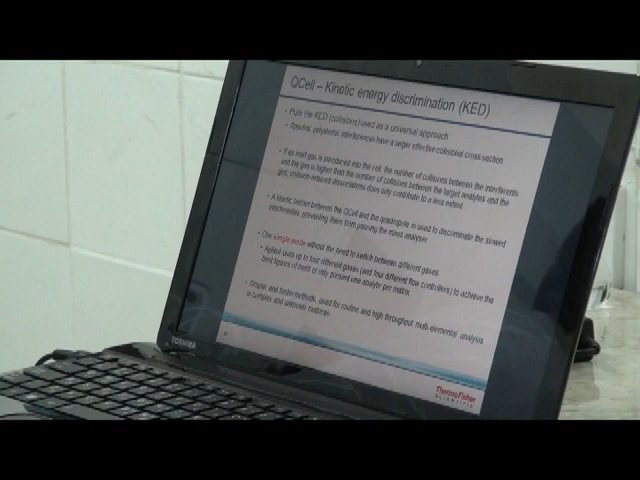 QCell – Kinetic energy discrimination (KED)
• Pure He KED (collisions) used as a universal approach
• Spectral polyatomic interferences have a larger effective collisional cross section
• If an inert gas is introduced into the cell, the number of collisions between the interferents
and the gas is higher than the number of collisions between the target analytes and the
gas, collision induced dissociations does only contribute to a less extent
• A kinetic barrier between the QCell and the quadrupole is used to discriminate the slowed
interferents, preventing them from passing the mass analyser
• One single mode without the need to switch between different gases
• Agilent uses up to four different gases (and four different flow controllers) to achieve the
best figures of merit of only present one analyte per matrix
• Simpler and faster methods, used for routine and high throughput multi elemental analysis
in complex and unknown matrices
ThermoFisher
SCIENTIFIC
TOSHIBA